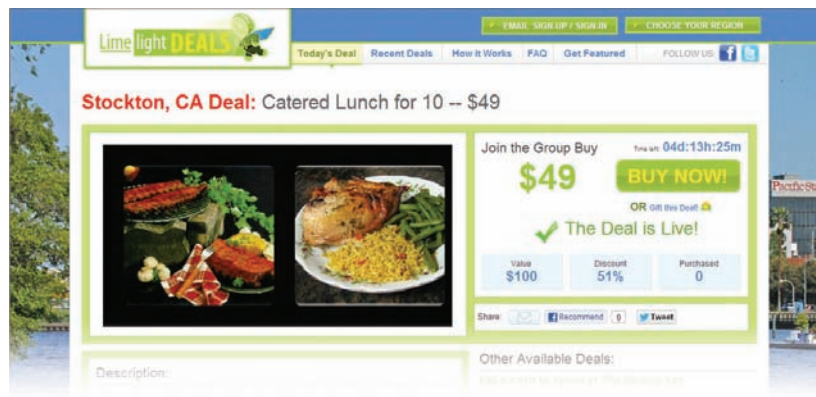 EMAIL SIGN UP / SIGN IN
CHOOSE YOUR REGION
Lime light DEALS
Today's Deal Recent Deals How it Works FAQ Get Featured FOLLOW US
Stockton, CA Deal: Catered Lunch for 10 -- $49
Join the Group Buy Time left: 04d:13h:25m
$49 BUY NOW!
OR Gift this Deal!
The Deal is Live!
Value Discount Purchased
$100 51% 0
Share: Recommend 0 Tweet
Other Available Deals:
Description: